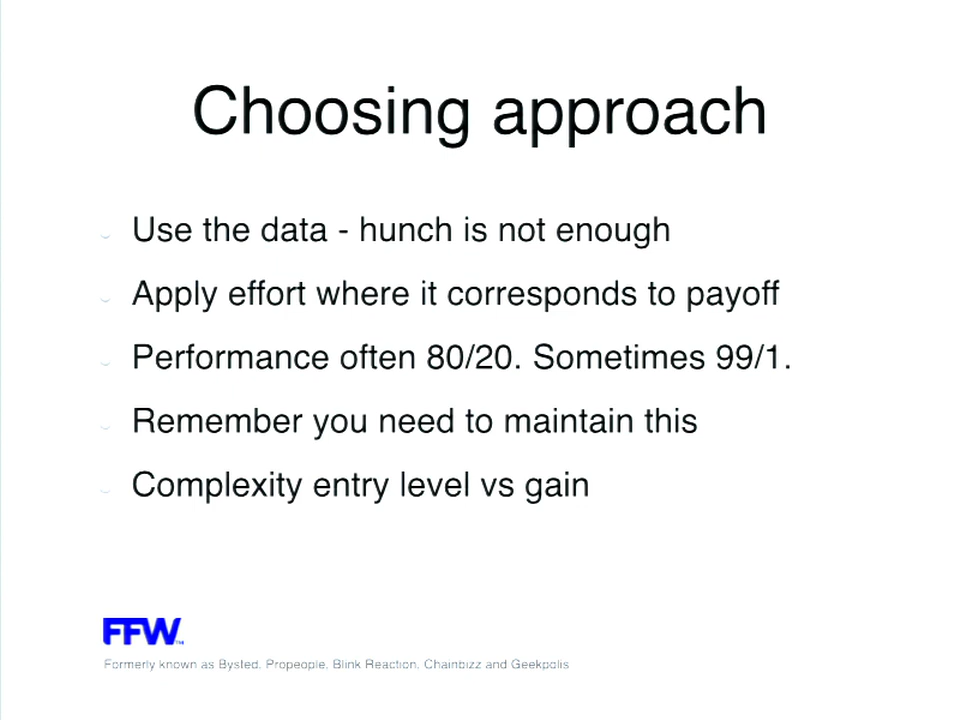 Choosing approach
Use the data - hunch is not enough
Apply effort where it corresponds to payoff
Performance often 80/20. Sometimes 99/1.
Remember you need to maintain this
Complexity entry level vs gain
FFW™
Formerly known as Bysted, Propeople, Blink Reaction, Chainbizz and Geekpolis